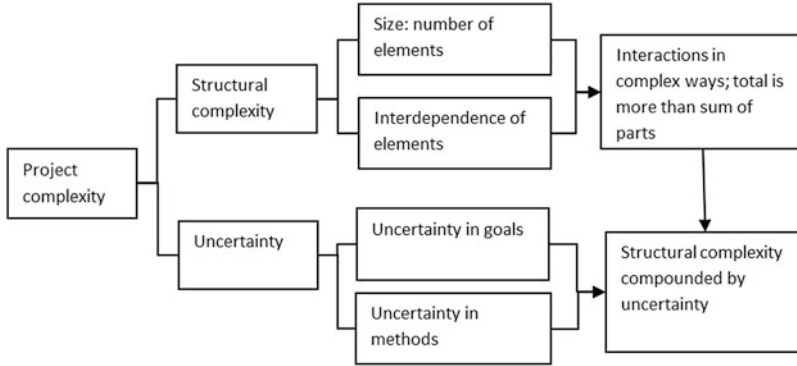 Size: number of
elements
Structural
complexity
Interdependence of
elements
Interactions in
complex ways; total is
more than sum of
parts
Project
complexity
Uncertainty
Uncertainty in goals
Uncertainty in
methods
Structural complexity
compounded by
uncertainty